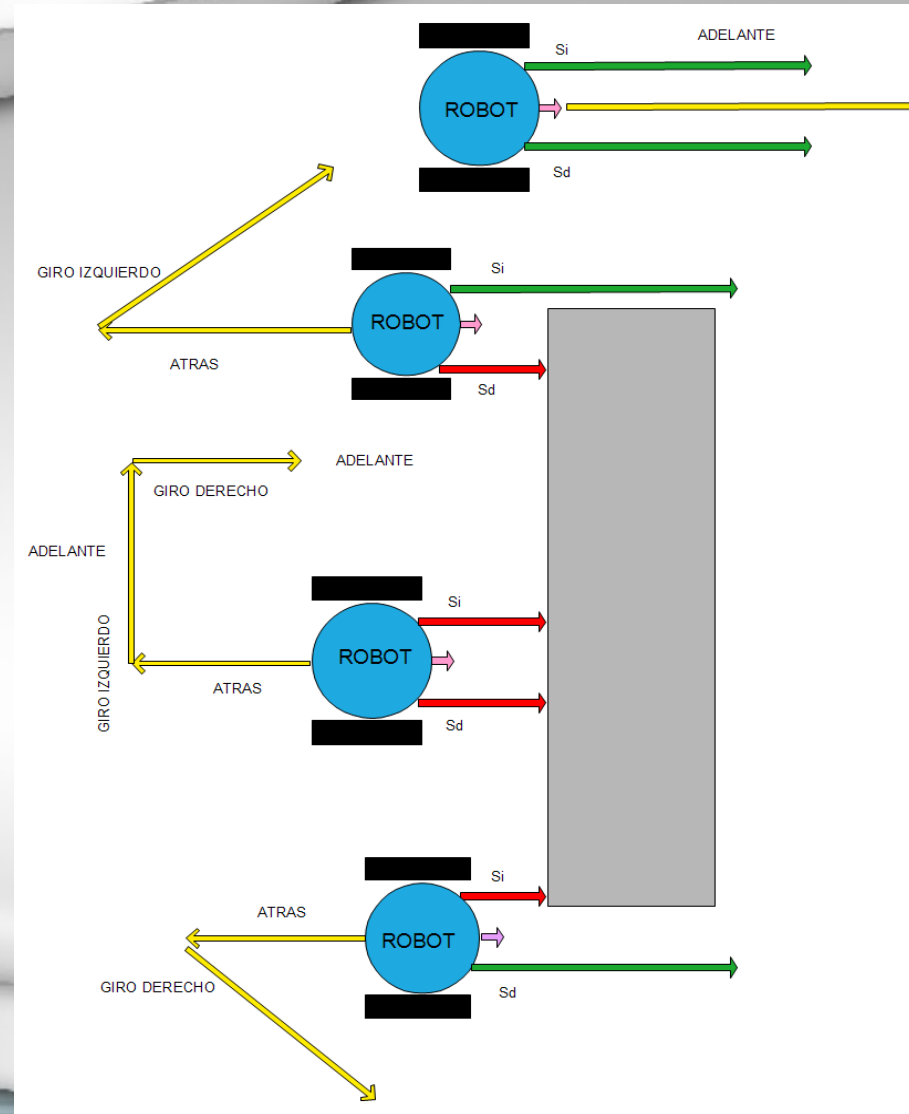 Si
ADELANTE
ROBOT
Sd
GIRO IZQUIERDO
Si
ROBOT
ATRAS
Sd
ADELANTE
GIRO DERECHO
ADELANTE
Si
GIRO IZQUIERDO
ROBOT
ATRAS
Sd
Si
ATRAS
ROBOT
GIRO DERECHO
Sd